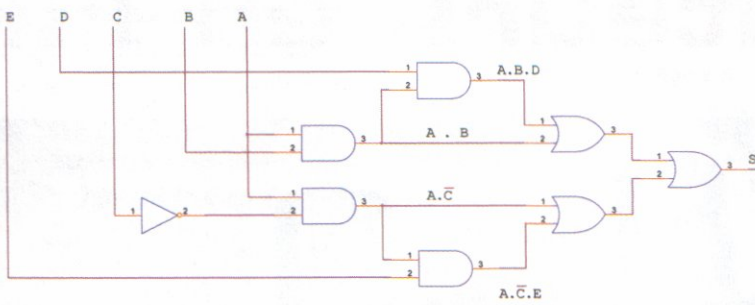 E D C B A
1 3 A.B.D
2
1 3 A . B 1 3
2 2
1 3 S
2
1 3 A.C̅ 1 3
1 2 2 2
1 3
2
A.C̅.E